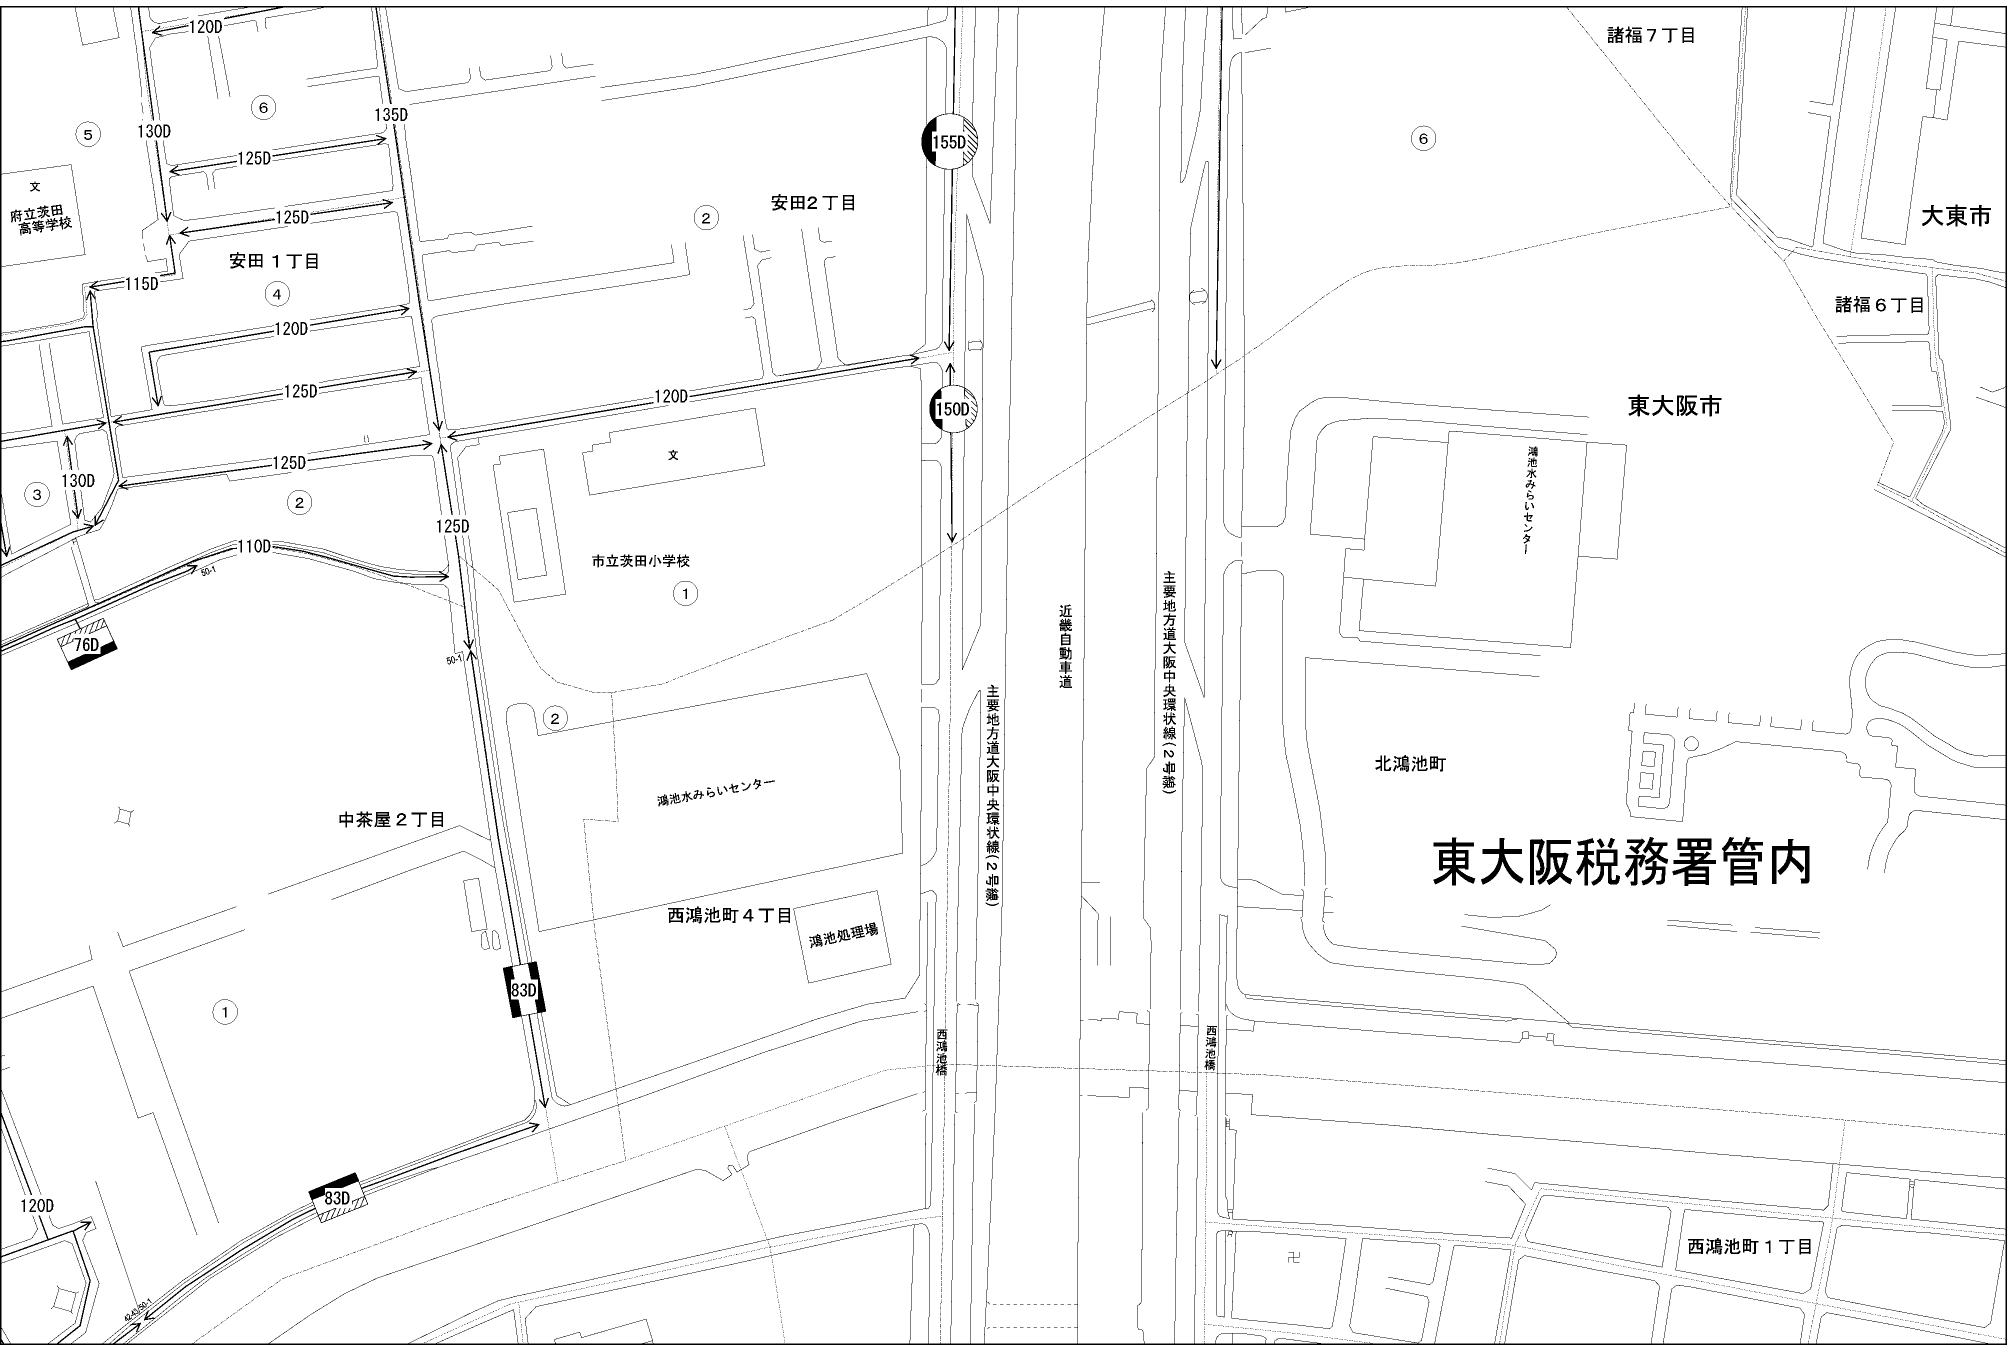 120D
諸福７丁目
⑥
135D
130D
⑤
155D
⑥
125D
文
府立茨田
高等学校
125D
②
安田２丁目
大東市
安田１丁目
115D
④
諸福６丁目
120D
125D
120D
150D
東大阪市
文
125D
130D
③
②
鴻池水みらいセンター
125D
110D
50-1
市立茨田小学校
①
主要地方道大阪中央環状線(２号線)
近畿自動車道
76D
50-1
主要地方道大阪中央環状線(２号線)
②
北鴻池町
鴻池水みらいセンター
中茶屋２丁目
東大阪税務署管内
西鴻池町４丁目
鴻池処理場
83D
①
西鴻池橋
西鴻池橋
83D
120D
西鴻池町１丁目
卍
42-43/50-1